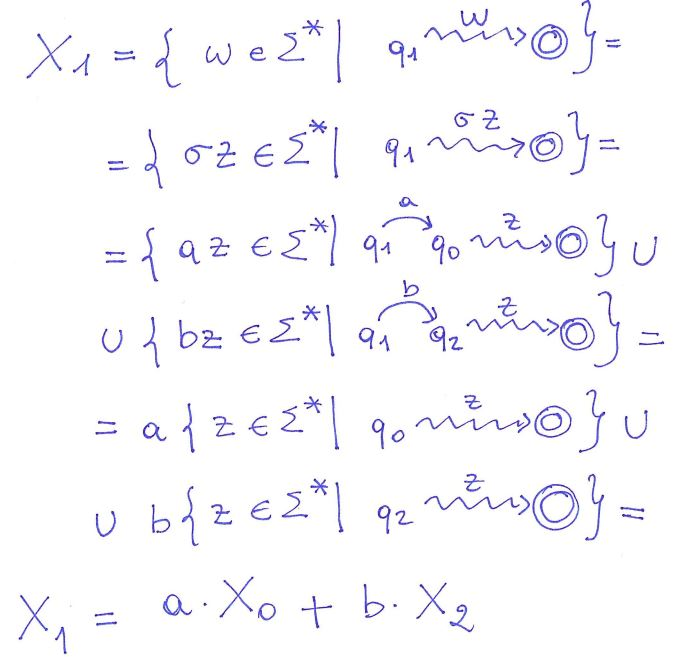 X₁ = { w ∈ Σ* | q₁ ⟿ʷ ◎ } =
= { σz ∈ Σ* | q₁ ⟿σz ◎ } =
= { az ∈ Σ* | q₁ →a q₀ ⟿z ◎ } ∪
∪ { bz ∈ Σ* | q₁ →b q₂ ⟿z ◎ } =
= a { z ∈ Σ* | q₀ ⟿z ◎ } ∪
∪ b { z ∈ Σ* | q₂ ⟿z ◎ } =
X₁ = a · X₀ + b · X₂